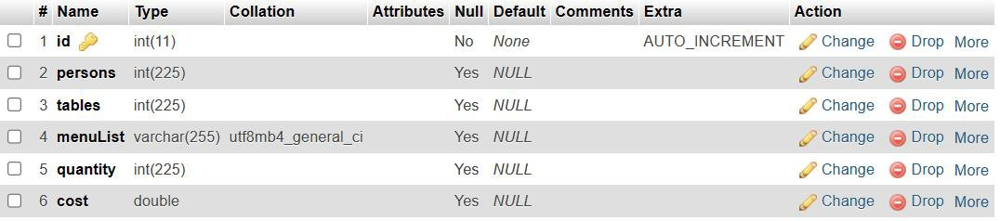 # Name Type Collation Attributes Null Default Comments Extra Action
1 id int(11) No None AUTO_INCREMENT Change Drop More
2 persons int(225) Yes NULL Change Drop More
3 tables int(225) Yes NULL Change Drop More
4 menuList varchar(255) utf8mb4_general_ci Yes NULL Change Drop More
5 quantity int(225) Yes NULL Change Drop More
6 cost double Yes NULL Change Drop More